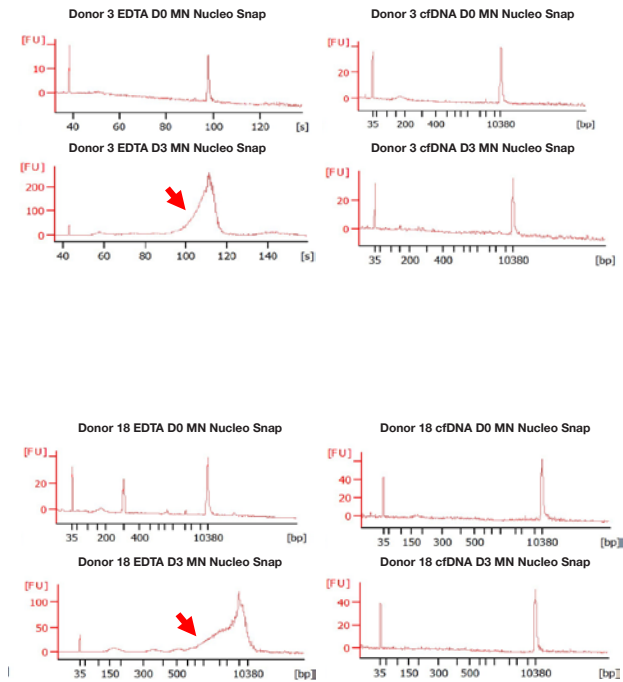 Donor 3 EDTA D0 MN Nucleo Snap
[FU]
10
0
40 60 80 100 120 [s]
Donor 3 cfDNA D0 MN Nucleo Snap
[FU]
20
0
35 200 400 10380 [bp]
Donor 3 EDTA D3 MN Nucleo Snap
[FU]
200
100
0
40 60 80 100 120 140 [s]
Donor 3 cfDNA D3 MN Nucleo Snap
[FU]
20
0
35 200 400 10380 [bp]
Donor 18 EDTA D0 MN Nucleo Snap
[FU]
20
0
35 200 400 10380 [bp]
Donor 18 cfDNA D0 MN Nucleo Snap
[FU]
40
20
0
35 150 300 500 10380 [bp]
Donor 18 EDTA D3 MN Nucleo Snap
[FU]
100
50
0
35 150 300 500 10380 [bp]
Donor 18 cfDNA D3 MN Nucleo Snap
[FU]
40
20
0
35 150 300 500 10380 [bp]